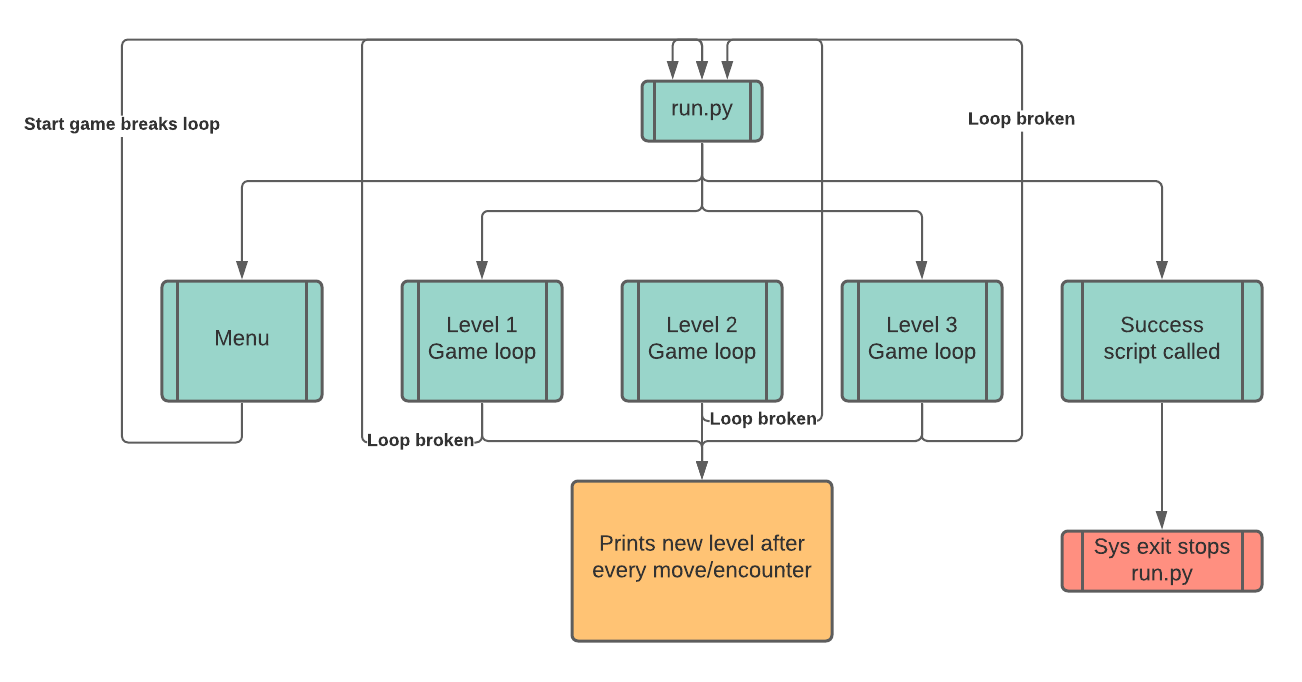 run.py
Start game breaks loop
Loop broken
Menu
Level 1
Game loop
Level 2
Game loop
Level 3
Game loop
Success
script called
Loop broken
Loop broken
Prints new level after
every move/encounter
Sys exit stops
run.py